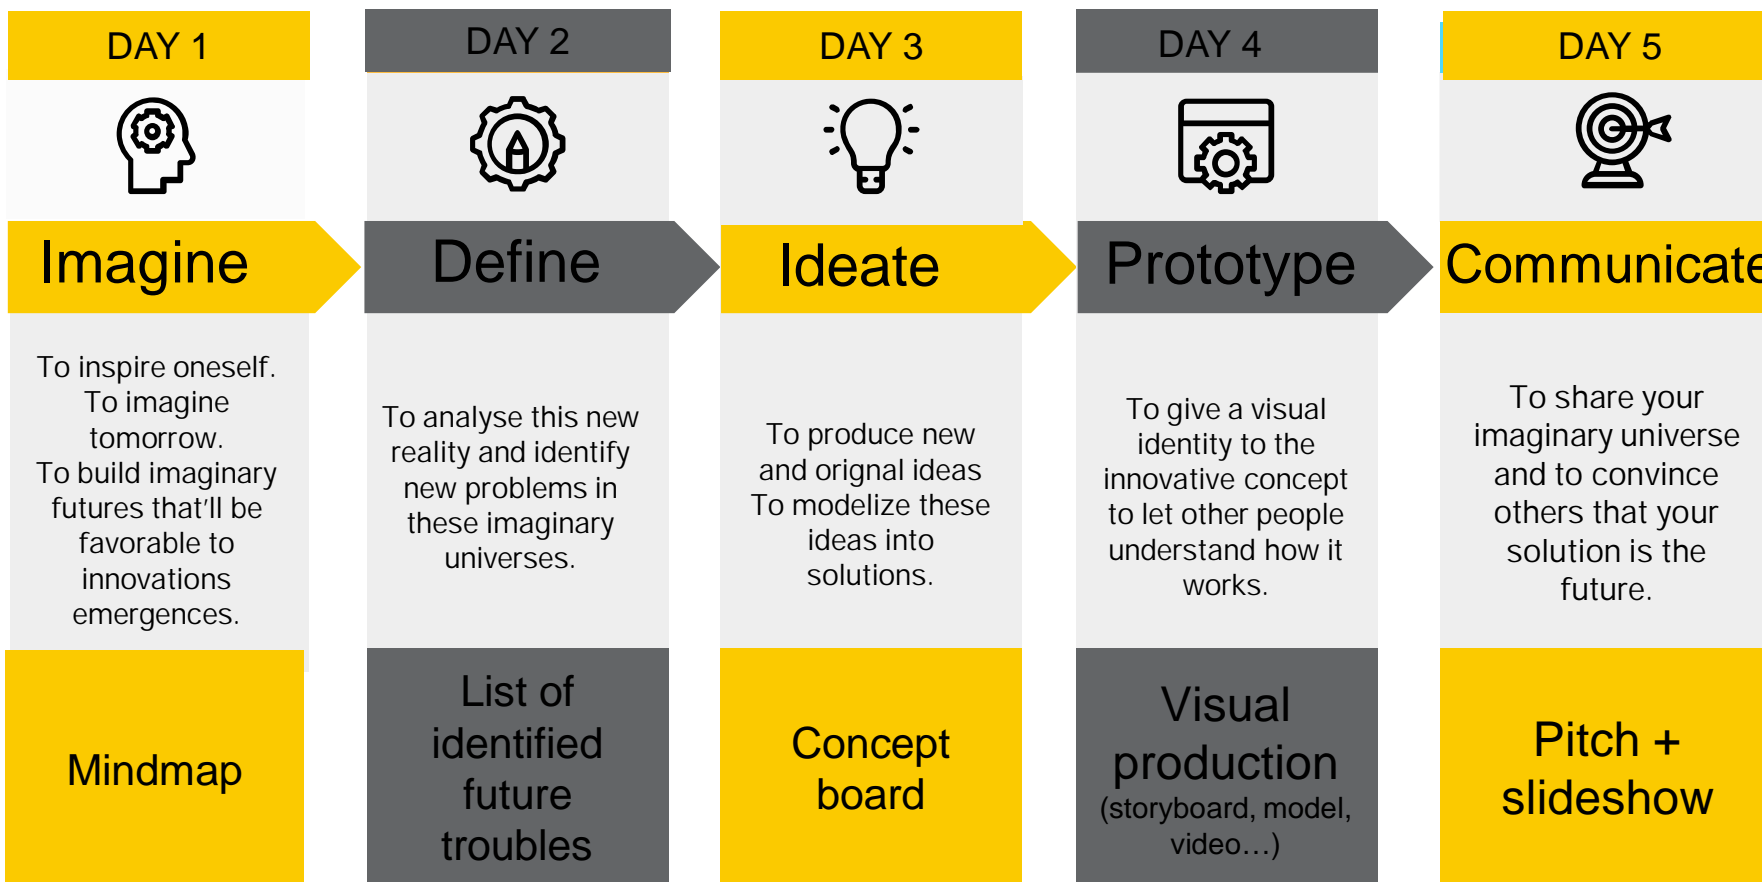 DAY 1
Imagine
To inspire oneself.
To imagine
tomorrow.
To build imaginary
futures that'll be
favorable to
innovations
emergences.
Mindmap
DAY 2
Define
To analyse this new
reality and identify
new problems in
these imaginary
universes.
List of
identified
future
troubles
DAY 3
Ideate
To produce new
and orignal ideas
To modelize these
ideas into
solutions.
Concept
board
DAY 4
Prototype
To give a visual
identity to the
innovative concept
to let other people
understand how it
works.
Visual
production
(storyboard, model,
video…)
DAY 5
Communicate
To share your
imaginary universe
and to convince
others that your
solution is the
future.
Pitch +
slideshow